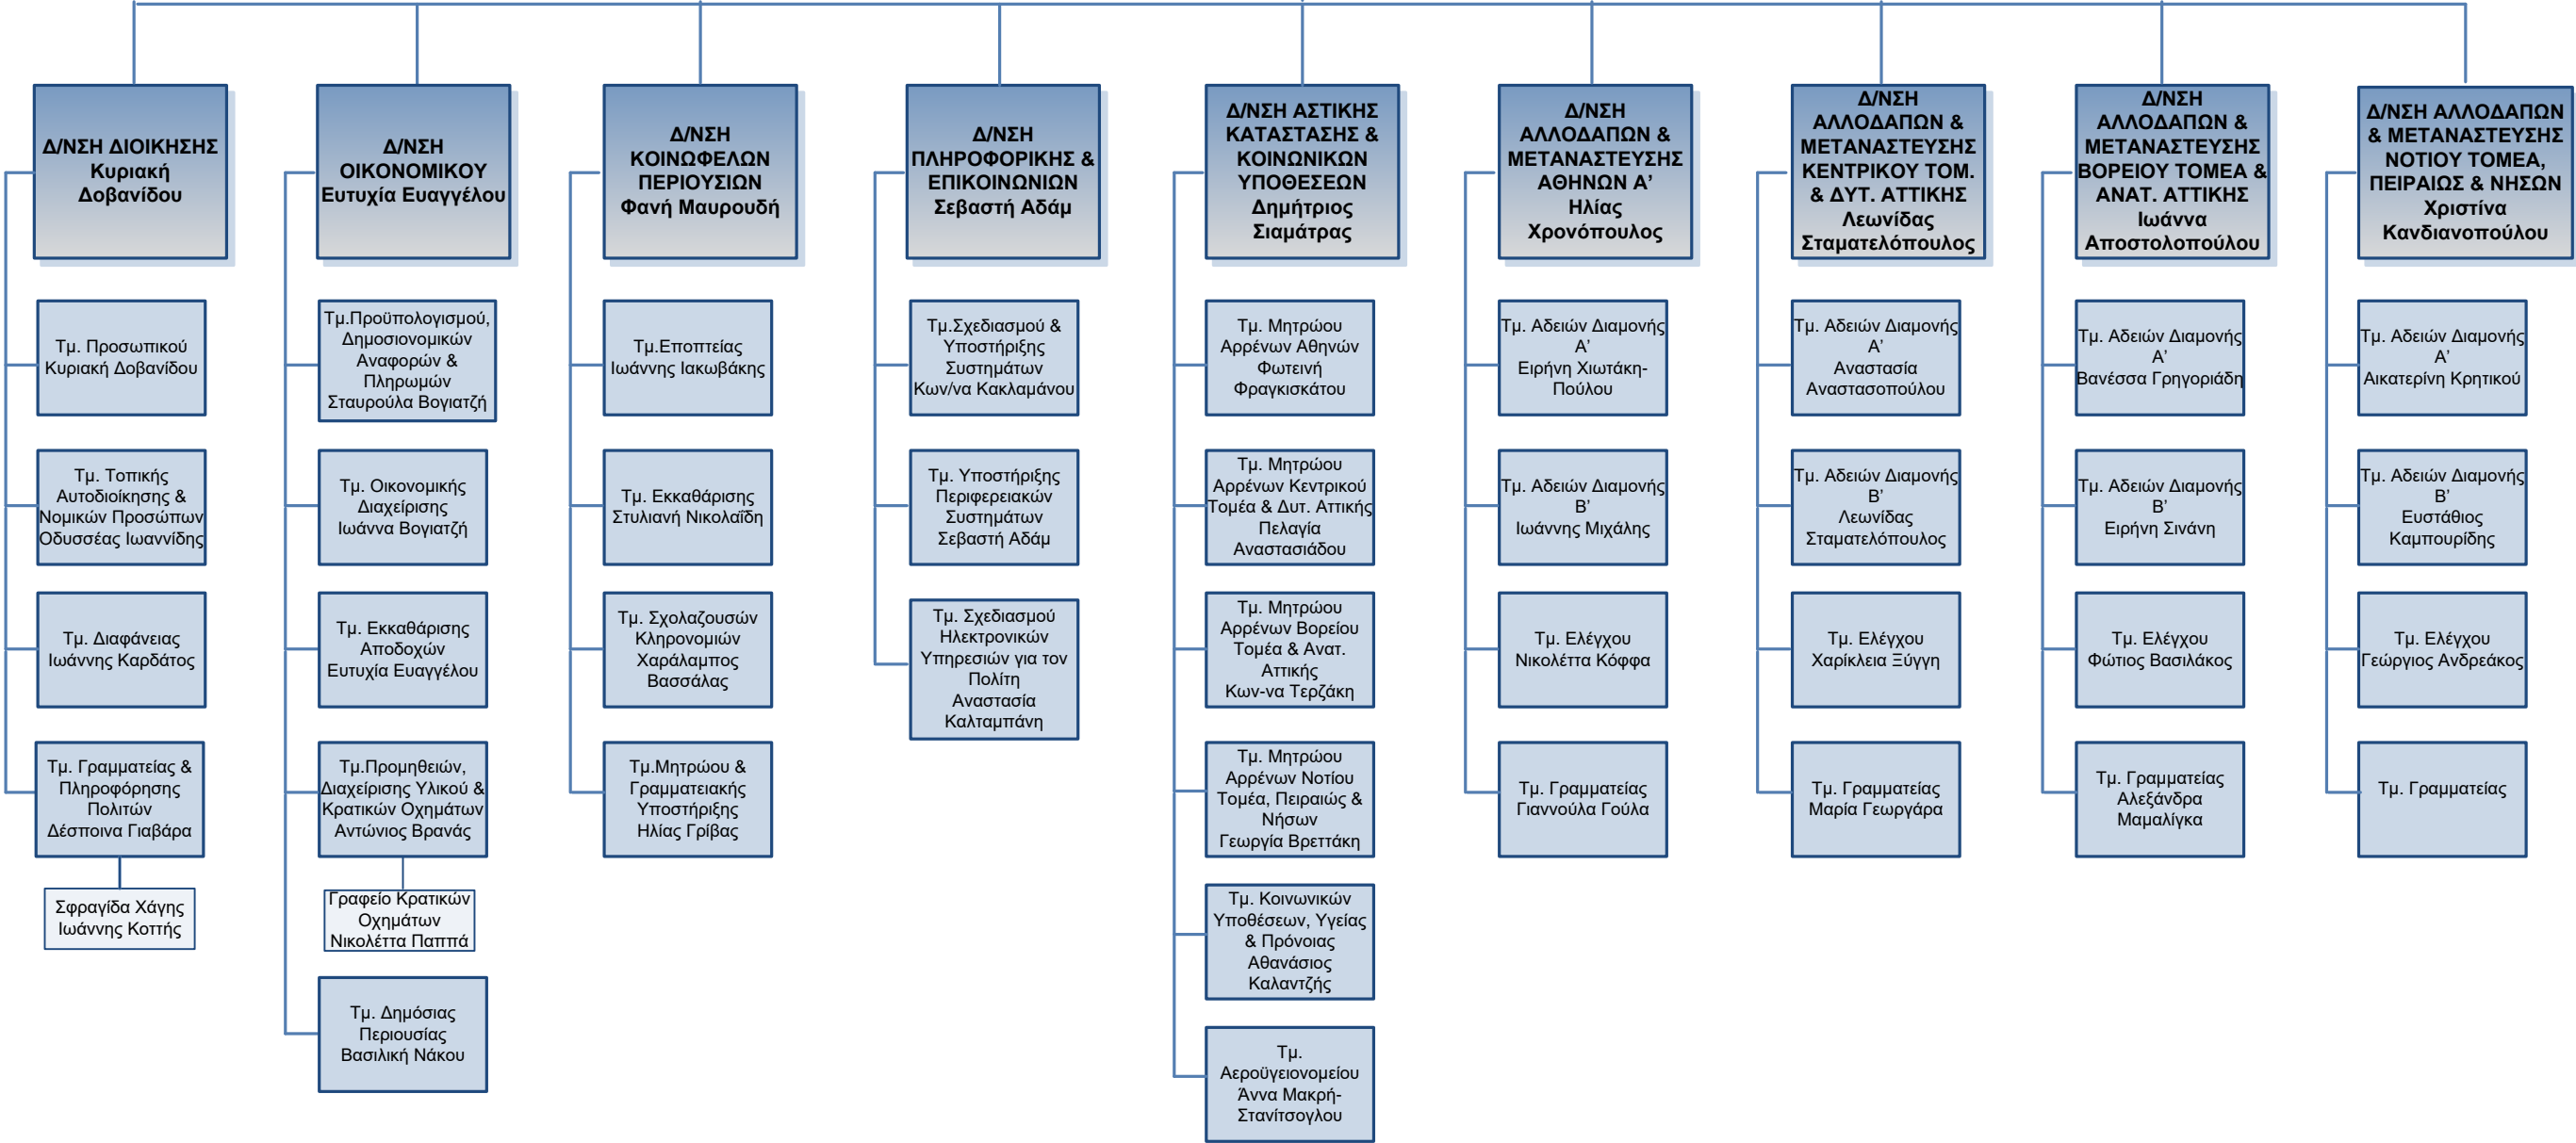 Δ/ΝΣΗ ΔΙΟΙΚΗΣΗΣ
Κυριακή
Δοβανίδου
Τμ. Προσωπικού
Κυριακή Δοβανίδου
Τμ. Τοπικής
Αυτοδιοίκησης &
Νομικών Προσώπων
Οδυσσέας Ιωαννίδης
Τμ. Διαφάνειας
Ιωάννης Καρδάτος
Τμ. Γραμματείας &
Πληροφόρησης
Πολιτών
Δέσποινα Γιαβάρα
Σφραγίδα Χάγης
Ιωάννης Κοττής
Δ/ΝΣΗ
ΟΙΚΟΝΟΜΙΚΟΥ
Ευτυχία Ευαγγέλου
Τμ.Προϋπολογισμού,
Δημοσιονομικών
Αναφορών &
Πληρωμών
Σταυρούλα Βογιατζή
Τμ. Οικονομικής
Διαχείρισης
Ιωάννα Βογιατζή
Τμ. Εκκαθάρισης
Αποδοχών
Ευτυχία Ευαγγέλου
Τμ.Προμηθειών,
Διαχείρισης Υλικού &
Κρατικών Οχημάτων
Αντώνιος Βρανάς
Γραφείο Κρατικών
Οχημάτων
Νικολέττα Παππά
Τμ. Δημόσιας
Περιουσίας
Βασιλική Νάκου
Δ/ΝΣΗ
ΚΟΙΝΩΦΕΛΩΝ
ΠΕΡΙΟΥΣΙΩΝ
Φανή Μαυρουδή
Τμ.Εποπτείας
Ιωάννης Ιακωβάκης
Τμ. Εκκαθάρισης
Στυλιανή Νικολαΐδη
Τμ. Σχολαζουσών
Κληρονομιών
Χαράλαμπος
Βασσάλας
Τμ.Μητρώου &
Γραμματειακής
Υποστήριξης
Ηλίας Γρίβας
Δ/ΝΣΗ
ΠΛΗΡΟΦΟΡΙΚΗΣ &
ΕΠΙΚΟΙΝΩΝΙΩΝ
Σεβαστή Αδάμ
Τμ.Σχεδιασμού &
Υποστήριξης
Συστημάτων
Κων/να Κακλαμάνου
Τμ. Υποστήριξης
Περιφερειακών
Συστημάτων
Σεβαστή Αδάμ
Τμ. Σχεδιασμού
Ηλεκτρονικών
Υπηρεσιών για τον
Πολίτη
Αναστασία
Καλταμπάνη
Δ/ΝΣΗ ΑΣΤΙΚΗΣ
ΚΑΤΑΣΤΑΣΗΣ &
ΚΟΙΝΩΝΙΚΩΝ
ΥΠΟΘΕΣΕΩΝ
Δημήτριος
Σιαμάτρας
Τμ. Μητρώου
Αρρένων Αθηνών
Φωτεινή
Φραγκισκάτου
Τμ. Μητρώου
Αρρένων Κεντρικού
Τομέα & Δυτ. Αττικής
Πελαγία
Αναστασιάδου
Τμ. Μητρώου
Αρρένων Βορείου
Τομέα & Ανατ.
Αττικής
Κων-να Τερζάκη
Τμ. Μητρώου
Αρρένων Νοτίου
Τομέα, Πειραιώς &
Νήσων
Γεωργία Βρεττάκη
Τμ. Κοινωνικών
Υποθέσεων, Υγείας
& Πρόνοιας
Αθανάσιος
Καλαντζής
Τμ.
Αεροϋγειονομείου
Άννα Μακρή-
Στανίτσογλου
Δ/ΝΣΗ
ΑΛΛΟΔΑΠΩΝ &
ΜΕΤΑΝΑΣΤΕΥΣΗΣ
ΑΘΗΝΩΝ Α’
Ηλίας
Χρονόπουλος
Τμ. Αδειών Διαμονής
Α’
Ειρήνη Χιωτάκη-
Πούλου
Τμ. Αδειών Διαμονής
Β’
Ιωάννης Μιχάλης
Τμ. Ελέγχου
Νικολέττα Κόφφα
Τμ. Γραμματείας
Γιαννούλα Γούλα
Δ/ΝΣΗ
ΑΛΛΟΔΑΠΩΝ &
ΜΕΤΑΝΑΣΤΕΥΣΗΣ
ΚΕΝΤΡΙΚΟΥ ΤΟΜ.
& ΔΥΤ. ΑΤΤΙΚΗΣ
Λεωνίδας
Σταματελόπουλος
Τμ. Αδειών Διαμονής
Α’
Αναστασία
Αναστασοπούλου
Τμ. Αδειών Διαμονής
Β’
Λεωνίδας
Σταματελόπουλος
Τμ. Ελέγχου
Χαρίκλεια Ξύγγη
Τμ. Γραμματείας
Μαρία Γεωργάρα
Δ/ΝΣΗ
ΑΛΛΟΔΑΠΩΝ &
ΜΕΤΑΝΑΣΤΕΥΣΗΣ
ΒΟΡΕΙΟΥ ΤΟΜΕΑ &
ΑΝΑΤ. ΑΤΤΙΚΗΣ
Ιωάννα
Αποστολοπούλου
Τμ. Αδειών Διαμονής
Α’
Βανέσσα Γρηγοριάδη
Τμ. Αδειών Διαμονής
Β’
Ειρήνη Σινάνη
Τμ. Ελέγχου
Φώτιος Βασιλάκος
Τμ. Γραμματείας
Αλεξάνδρα
Μαμαλίγκα
Δ/ΝΣΗ ΑΛΛΟΔΑΠΩΝ
& ΜΕΤΑΝΑΣΤΕΥΣΗΣ
ΝΟΤΙΟΥ ΤΟΜΕΑ,
ΠΕΙΡΑΙΩΣ & ΝΗΣΩΝ
Χριστίνα
Κανδιανοπούλου
Τμ. Αδειών Διαμονής
Α’
Αικατερίνη Κρητικού
Τμ. Αδειών Διαμονής
Β’
Ευστάθιος
Καμπουρίδης
Τμ. Ελέγχου
Γεώργιος Ανδρεάκος
Τμ. Γραμματείας